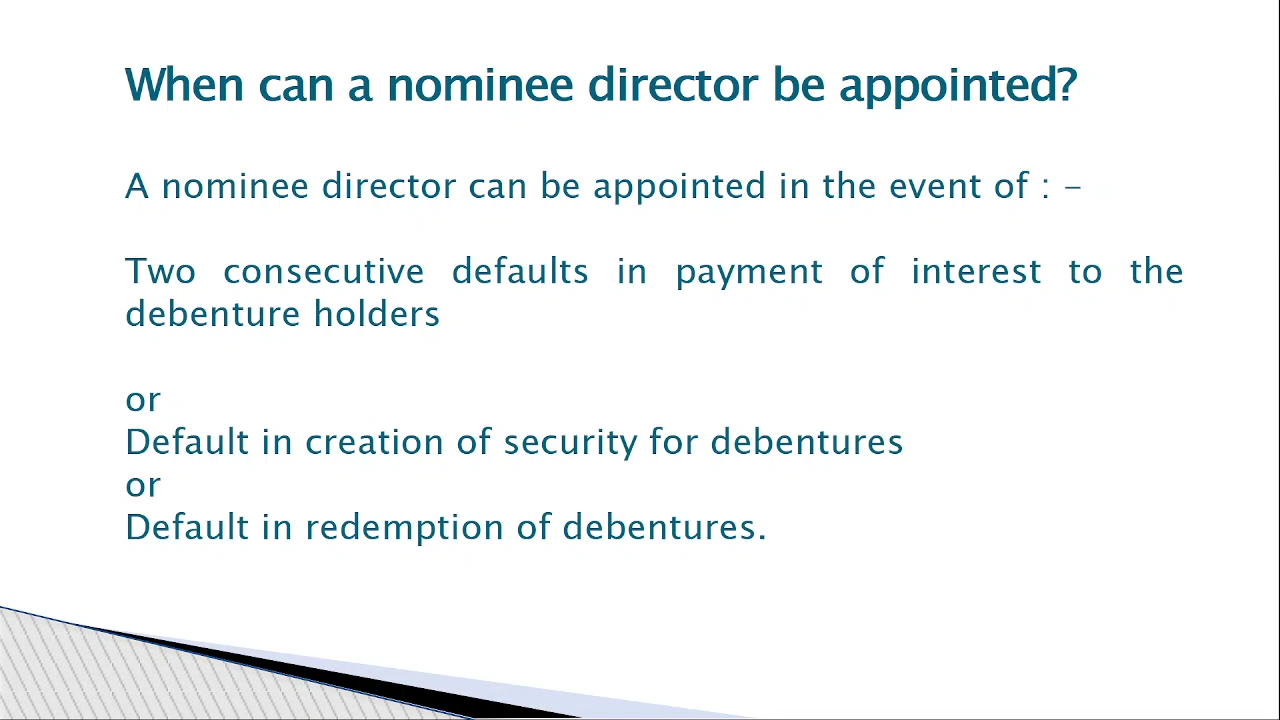 When can a nominee director be appointed?
A nominee director can be appointed in the event of : -
Two consecutive defaults in payment of interest to the
debenture holders
or
Default in creation of security for debentures
or
Default in redemption of debentures.